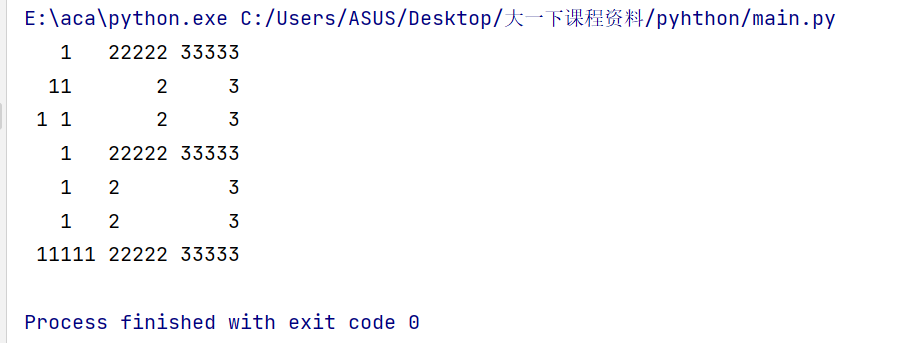 E:\aca\python.exe C:/Users/ASUS/Desktop/大一下课程资料/pyhthon/main.py
   1   22222 33333
  11       2     3
 1 1       2     3
   1   22222 33333
   1   2         3
   1   2         3
 11111 22222 33333
Process finished with exit code 0